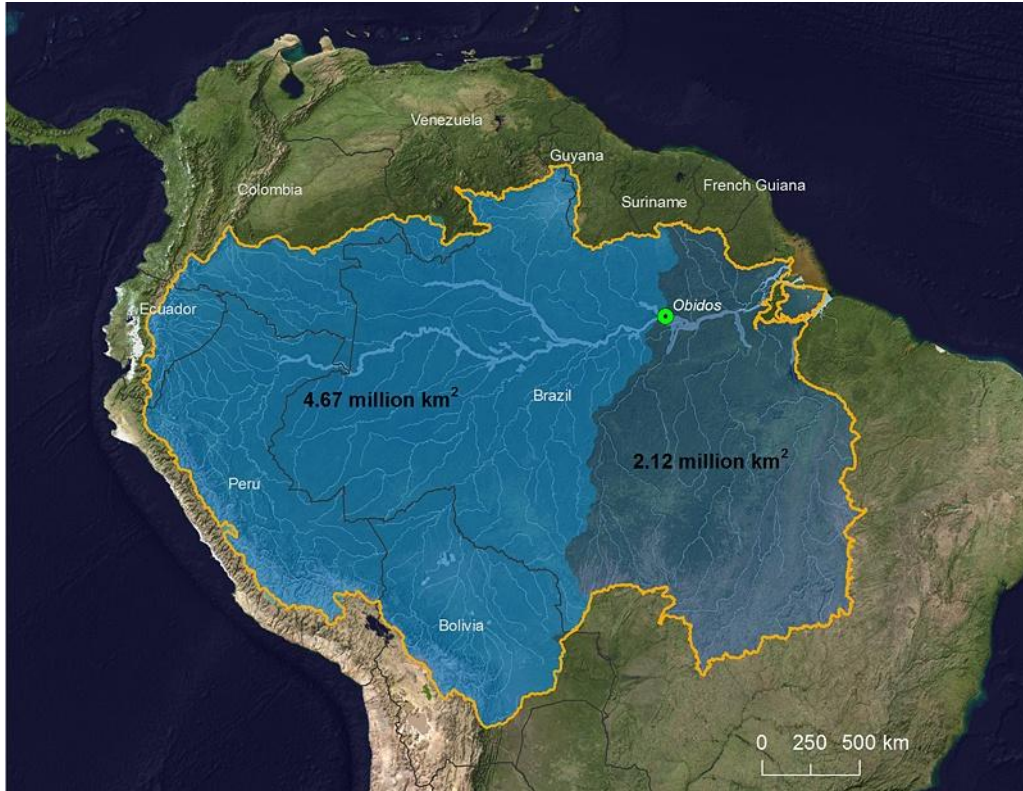 Venezuela
Guyana
Colombia
French Guiana
Suriname
Ecuador
Obidos
4.67 million km²
Brazil
2.12 million km²
Peru
Bolivia
0 250 500 km